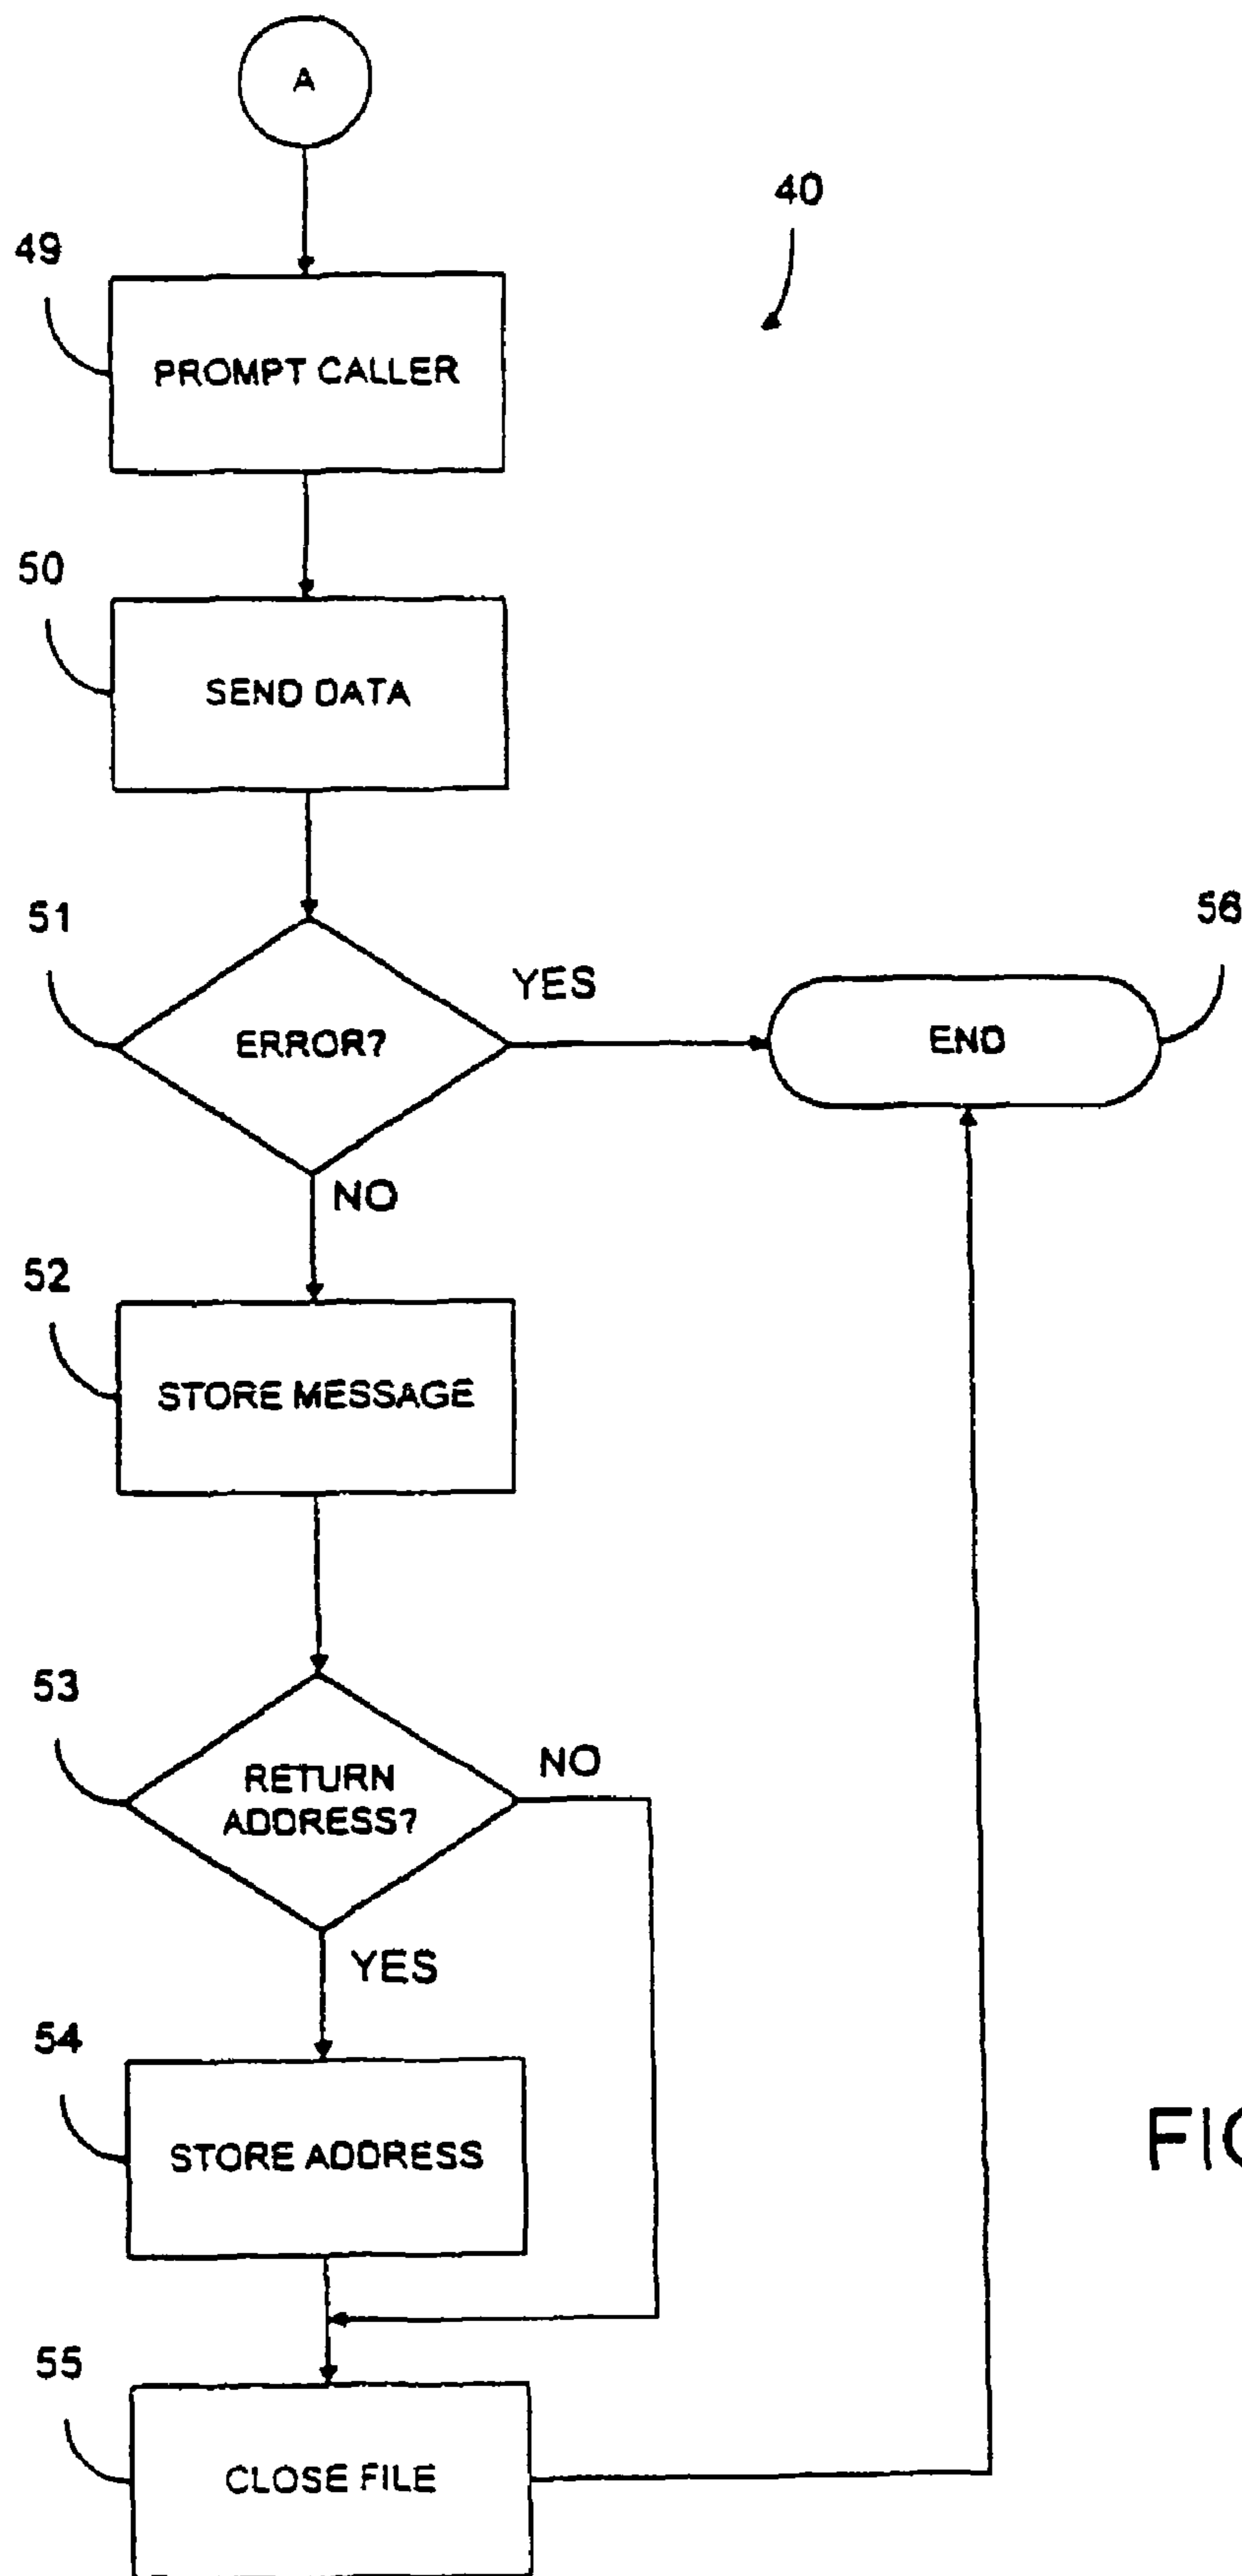 A
40
49
PROMPT CALLER
50
SEND DATA
51
ERROR?
YES
END
56
NO
52
STORE MESSAGE
53
RETURN
ADDRESS?
NO
YES
54
STORE ADDRESS
FIG
55
CLOSE FILE